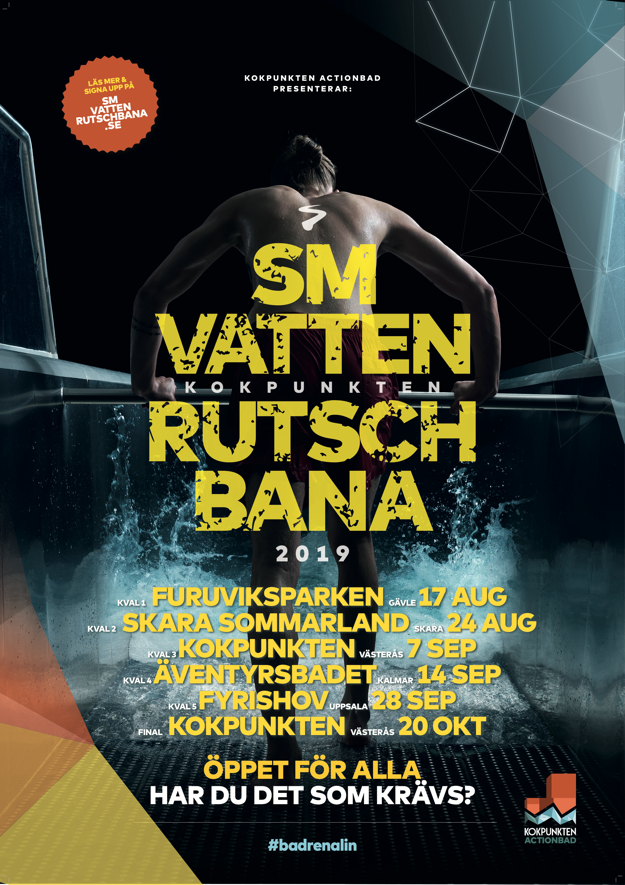 LÄS MER &
SIGNA UPP PÅ
SM
VATTEN
RUTSCHBANA
.SE
KOKPUNKTEN ACTIONBAD
PRESENTERAR:
SM
VATTEN
KOKPUNKTEN
RUTSCH
BANA
2019
KVAL 1 FURUVIKSPARKEN GÄVLE 17 AUG
KVAL 2 SKARA SOMMARLAND SKARA 24 AUG
KVAL 3 KOKPUNKTEN VÄSTERÅS 7 SEP
KVAL 4 ÄVENTYRSBADET KALMAR 14 SEP
KVAL 5 FYRISHOV UPPSALA 28 SEP
FINAL KOKPUNKTEN VÄSTERÅS 20 OKT
ÖPPET FÖR ALLA
HAR DU DET SOM KRÄVS?
KOKPUNKTEN
ACTIONBAD
#badrenalin